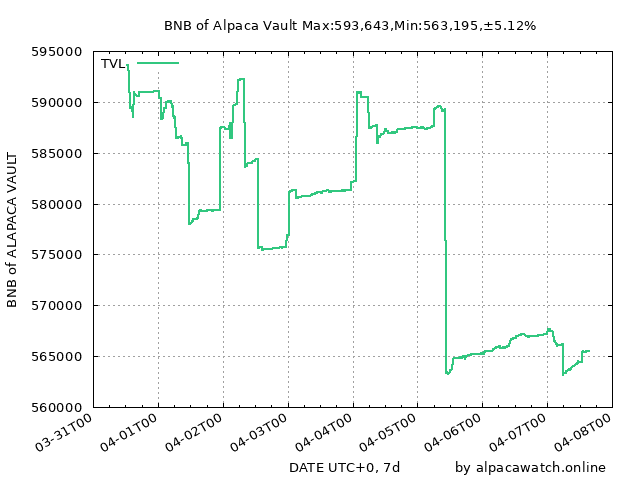 BNB of Alpaca Vault Max:593,643,Min:563,195,±5.12%
TVL
595000
590000
585000
580000
575000
570000
565000
560000
BNB of ALAPACA VAULT
03-31T00
04-01T00
04-02T00
04-03T00
04-04T00
04-05T00
04-06T00
04-07T00
04-08T00
DATE UTC+0, 7d
by alpacawatch.online